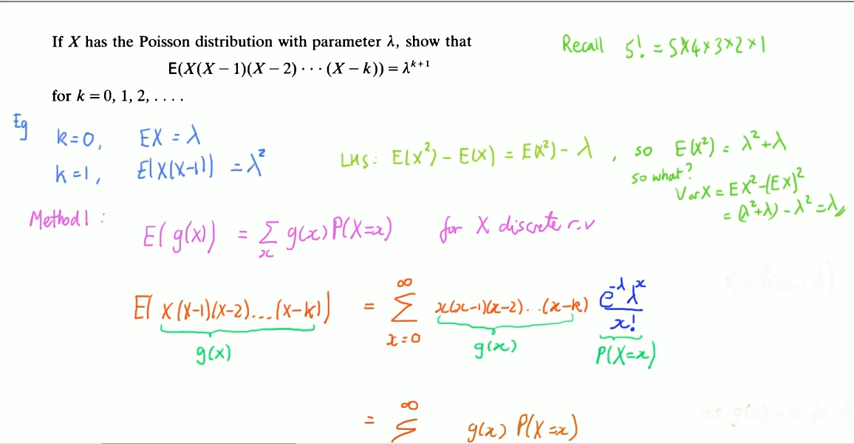 If X has the Poisson distribution with parameter λ, show that
E(X(X − 1)(X − 2) · · · (X − k)) = λ^{k+1}
for k = 0, 1, 2, . . . .
Recall 5! = 5×4×3×2×1
Eg
k=0, EX = λ
k=1, E(X(X-1)) = λ²
LHS: E(X²) − E(X) = E(X²) − λ , so E(X²) = λ²+λ
so what?
Var X = EX² − (EX)²
= (λ²+λ) − λ² = λ
Method 1 :
E( g(X) ) = ∑_x g(x) P(X=x) for X discrete r.v
E( X(X-1)(X-2)...(X-k) ) = ∑_{x=0}^{∞} x(x-1)(x-2)...(x-k) e^{-λ} λ^x / x!
g(X) g(x) P(X=x)
= ∑^{∞} g(x) P(X=x)